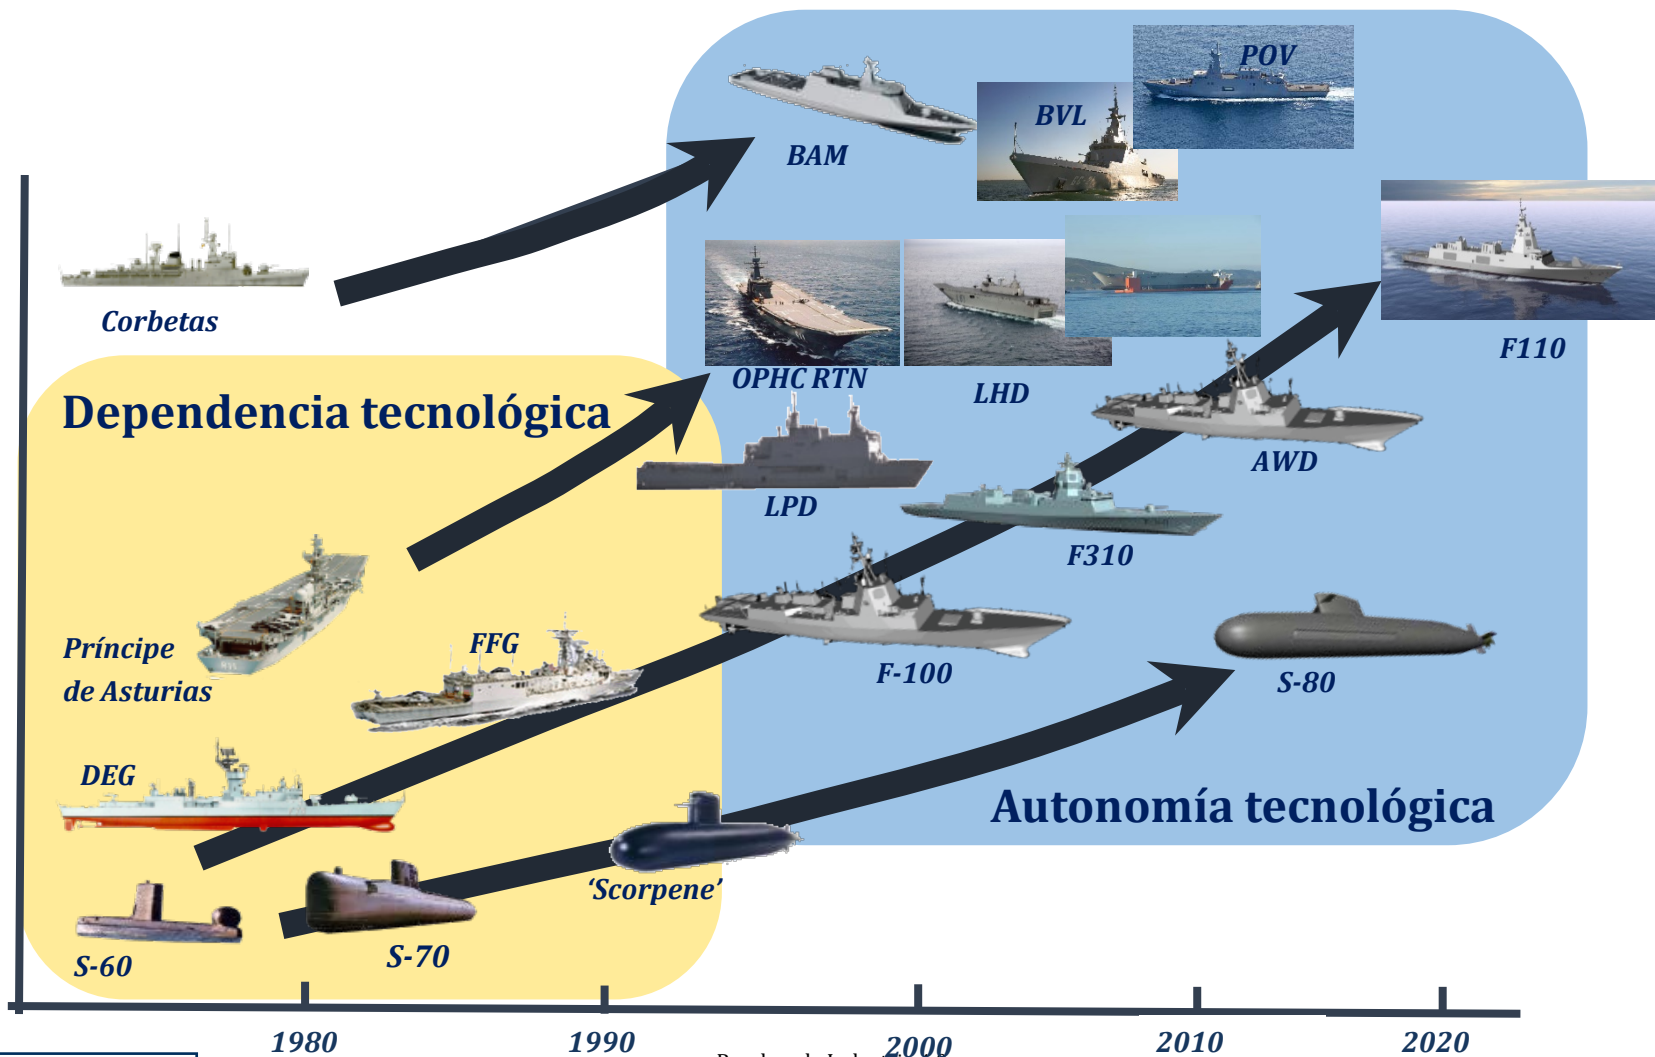 POV
BVL
BAM
Corbetas
F110
OPHC RTN
LHD
Dependencia tecnológica
AWD
LPD
F310
Príncipe
de Asturias
FFG
F-100
S-80
DEG
Autonomía tecnológica
‘Scorpene’
S-60
S-70
1980
1990
2000
2010
2020